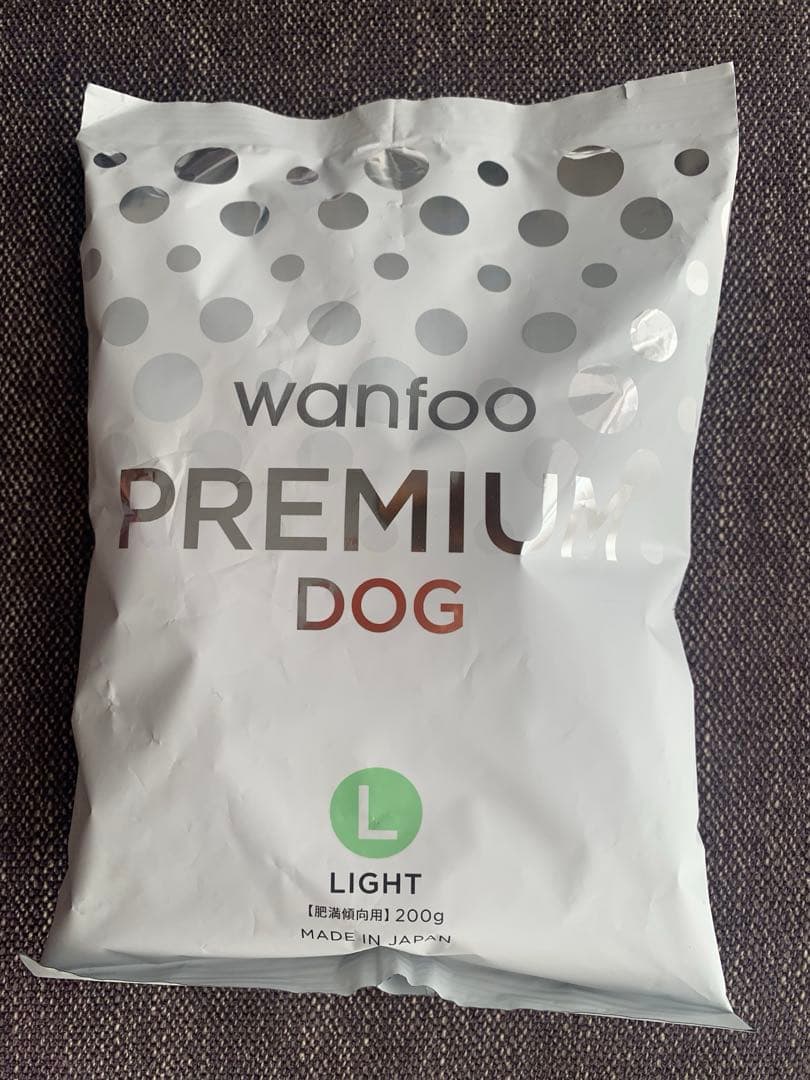 wanfoo
PREMIUM
DOG
L
LIGHT
【肥満傾向用】200g
MADE IN JAPAN